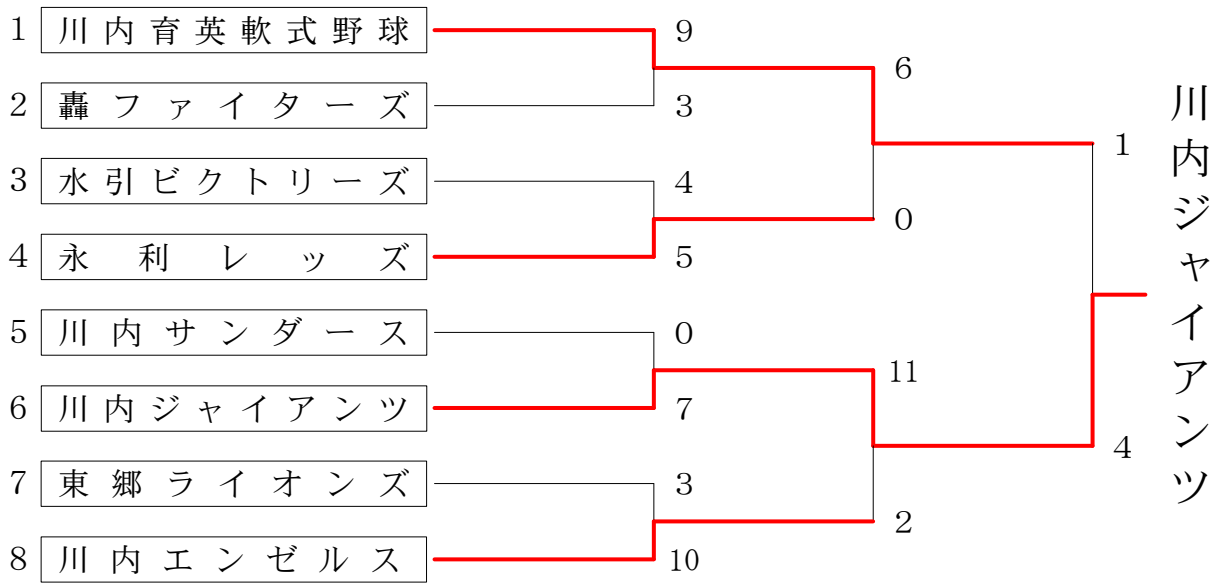 1 川内育英軟式野球 9
6
2 轟ファイターズ 3
1
3 水引ビクトリーズ 4
0
4 永利レッズ 5
5 川内サンダース 0
11
6 川内ジャイアンツ 7
4
7 東郷ライオンズ 3
2
8 川内エンゼルス 10
川内ジャイアンツ